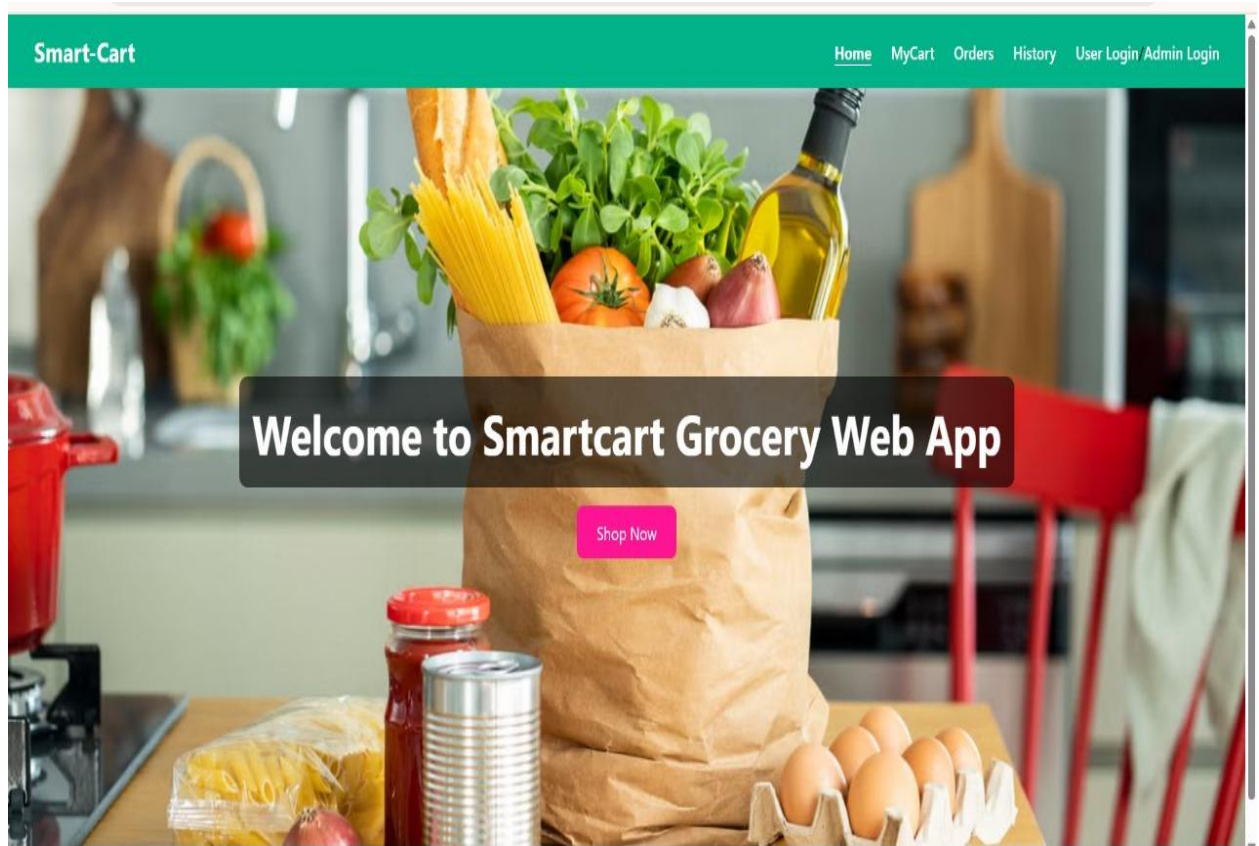 Smart-Cart
Home MyCart Orders History User Login/Admin Login
Welcome to Smartcart Grocery Web App
Shop Now